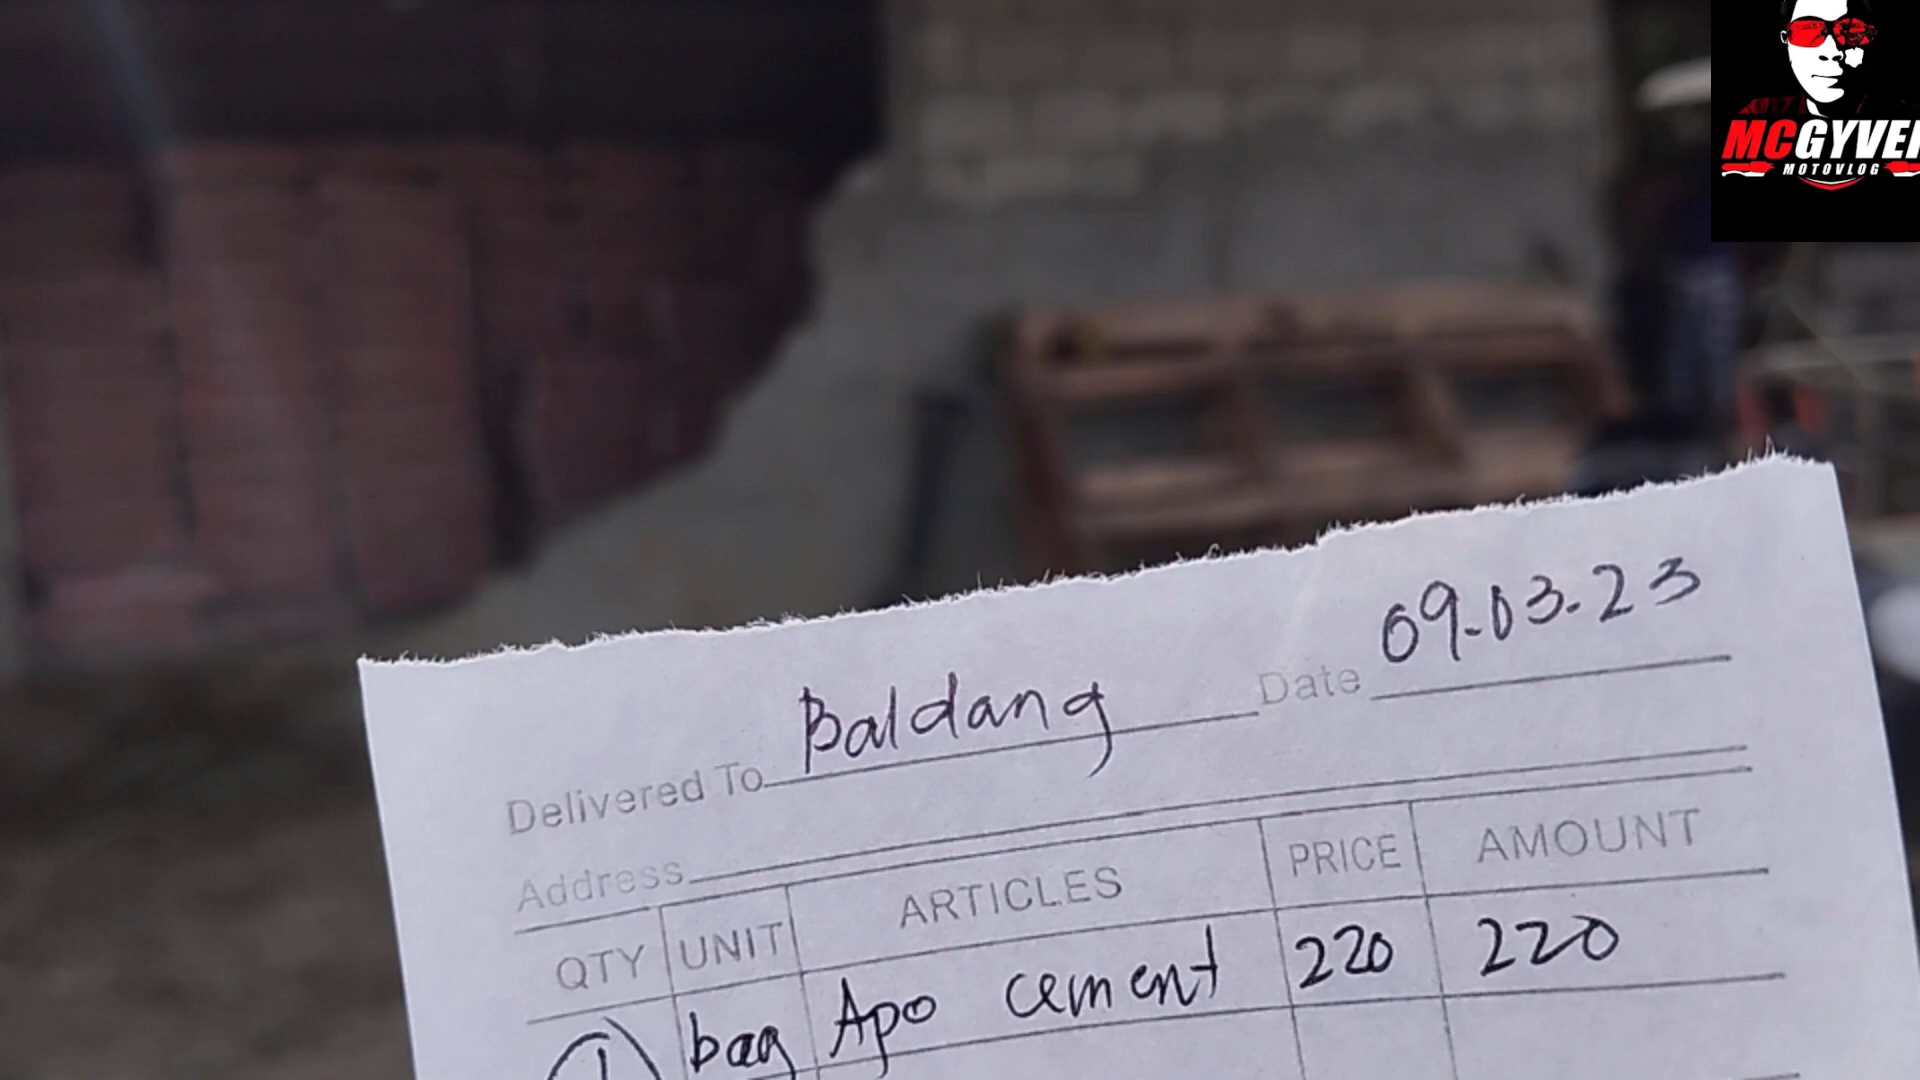 MCGYVER
MOTOVLOG
Delivered To Baldang Date 09.03.23
Address
QTY UNIT ARTICLES PRICE AMOUNT
1 bag Apo cement 220 220